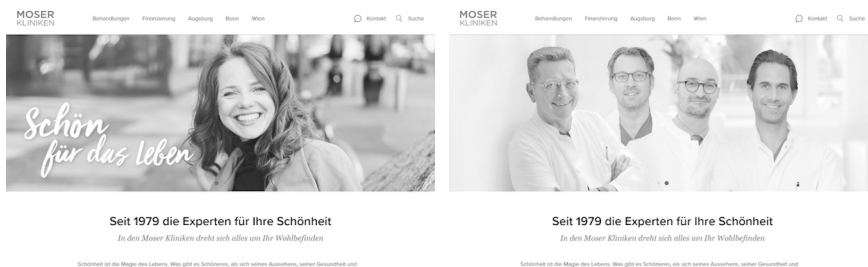 MOSER
KLINIKEN
Behandlungen Finanzierung Augsburg Bonn Wien
Kontakt Suche
Schön
für das Leben
Seit 1979 die Experten für Ihre Schönheit
In den Moser Kliniken dreht sich alles um Ihr Wohlbefinden
Schönheit ist die Magie des Lebens. Was gibt es Schöneres, als sich seines Aussehens, seiner Gesundheit und
MOSER
KLINIKEN
Behandlungen Finanzierung Augsburg Bonn Wien
Kontakt Suche
Seit 1979 die Experten für Ihre Schönheit
In den Moser Kliniken dreht sich alles um Ihr Wohlbefinden
Schönheit ist die Magie des Lebens. Was gibt es Schöneres, als sich seines Aussehens, seiner Gesundheit und